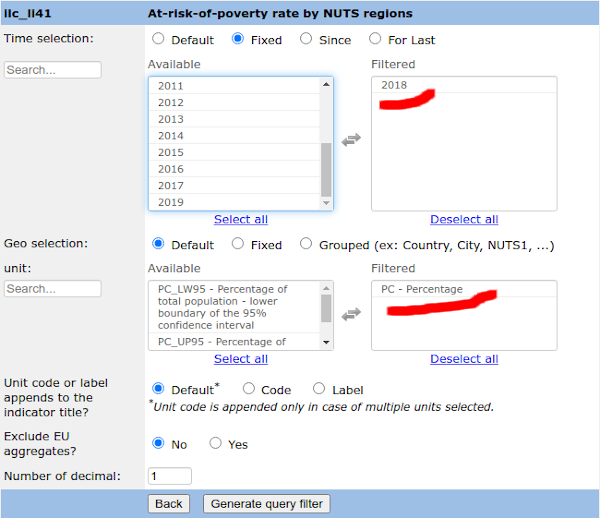 ilc_li41 At-risk-of-poverty rate by NUTS regions
Time selection: Default Fixed Since For Last
Search...
Available
2011
2012
2013
2014
2015
2016
2017
2019
Select all
Filtered
2018
Deselect all
Geo selection: Default Fixed Grouped (ex: Country, City, NUTS1, ...)
unit:
Search...
Available
PC_LW95 - Percentage of
total population - lower
boundary of the 95%
confidence interval
PC_UP95 - Percentage of
Select all
Filtered
PC - Percentage
Deselect all
Unit code or label
appends to the
indicator title?
Default* Code Label
*Unit code is appended only in case of multiple units selected.
Exclude EU
aggregates?
No Yes
Number of decimal: 1
Back Generate query filter